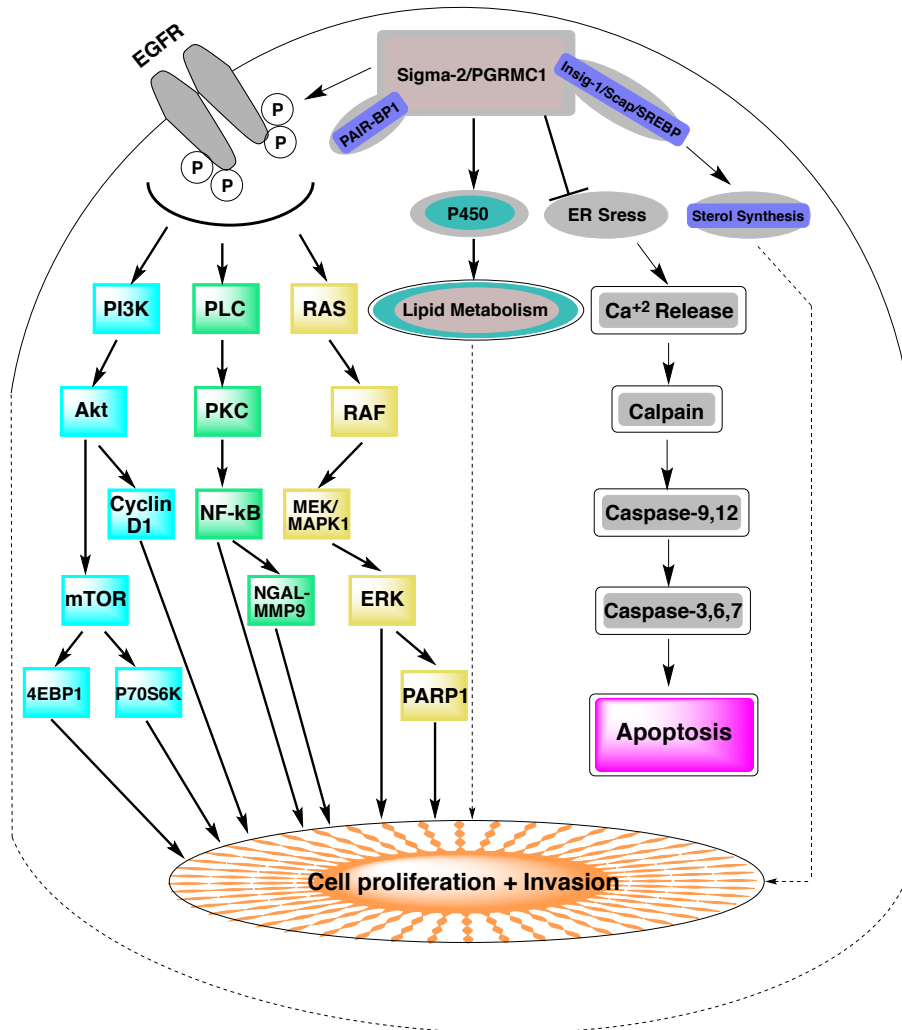 EGFR
P
P
P
P
Sigma-2/PGRMC1
PAIR-BP1
Insig-1/Scap/SREBP
P450
ER Sress
Sterol Synthesis
PI3K
PLC
RAS
Lipid Metabolism
Ca+2 Release
Akt
PKC
RAF
Calpain
Cyclin
D1
NF-kB
MEK/
MAPK1
Caspase-9,12
mTOR
NGAL-
MMP9
ERK
Caspase-3,6,7
4EBP1
P70S6K
PARP1
Apoptosis
Cell proliferation + Invasion